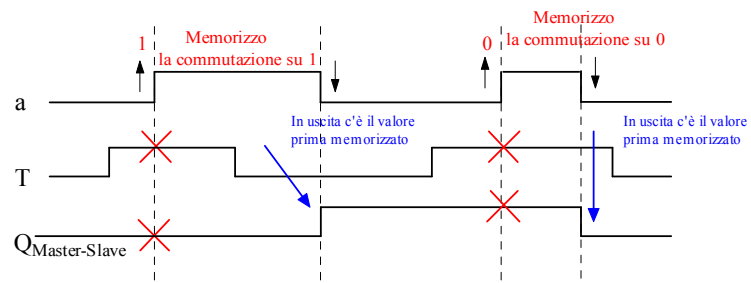 1
Memorizzo
la commutazione su 1
0
Memorizzo
la commutazione su 0
a
In uscita c'è il valore
prima memorizzato
In uscita c'è il valore
prima memorizzato
T
QMaster-Slave